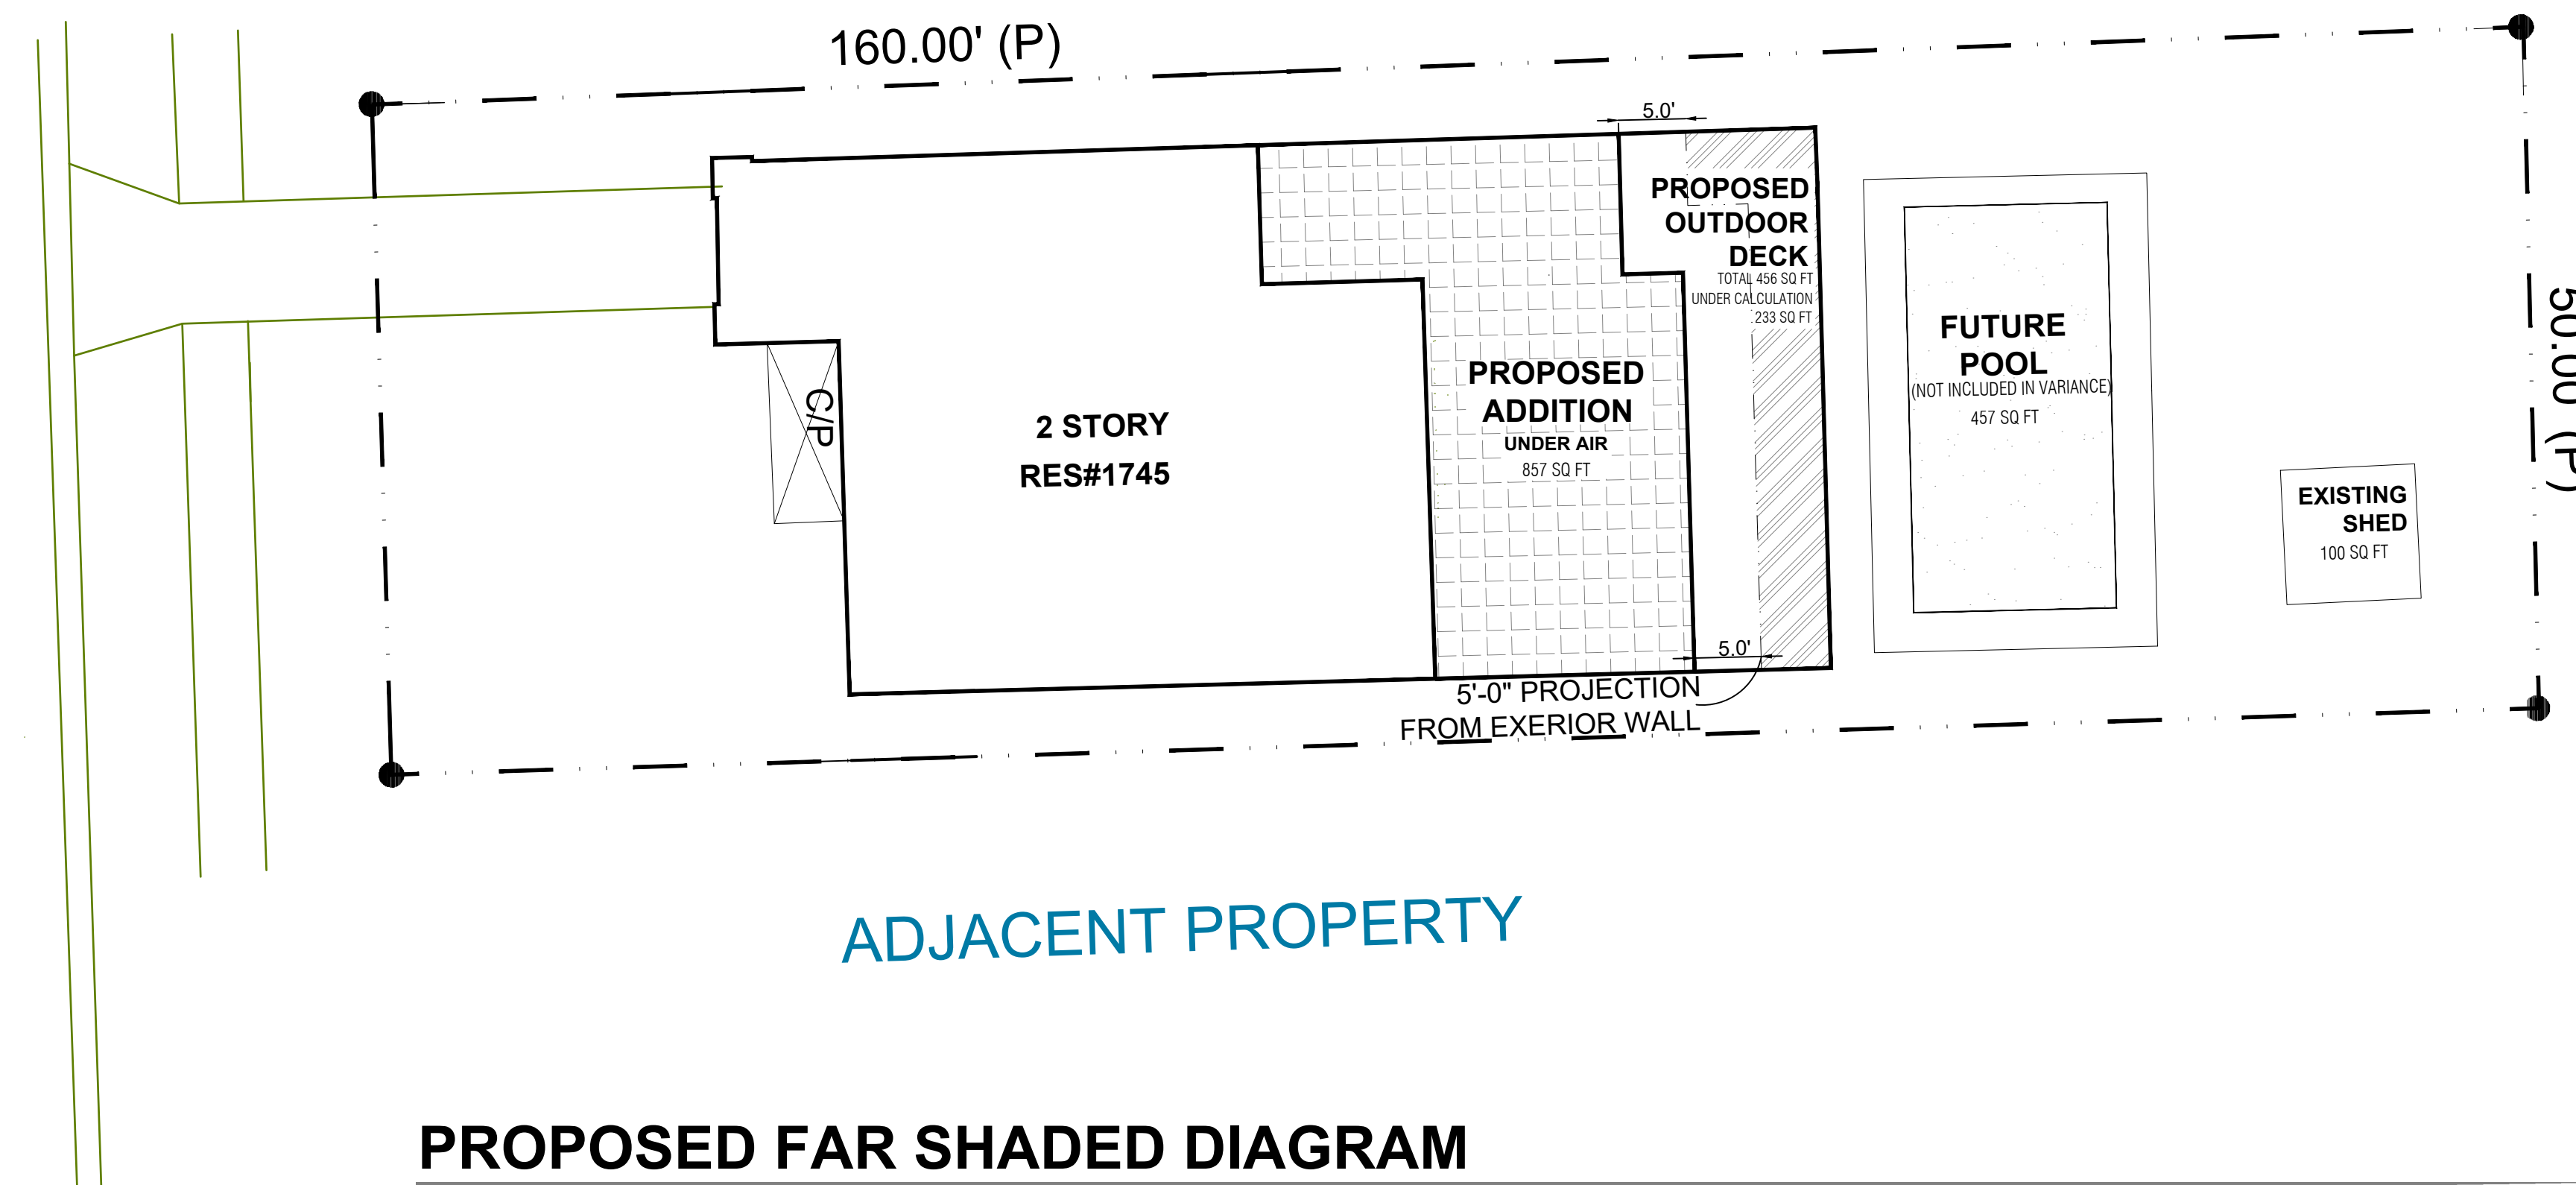 160.00' (P)
5.0'
PROPOSED
OUTDOOR
DECK
TOTAL 456 SQ FT
UNDER CALCULATION
233 SQ FT
50.00 (P)
FUTURE
POOL
(NOT INCLUDED IN VARIANCE)
457 SQ FT
C/P
2 STORY
RES#1745
PROPOSED
ADDITION
UNDER AIR
857 SQ FT
EXISTING
SHED
100 SQ FT
5.0'
5'-0" PROJECTION
FROM EXERIOR WALL
ADJACENT PROPERTY
PROPOSED FAR SHADED DIAGRAM